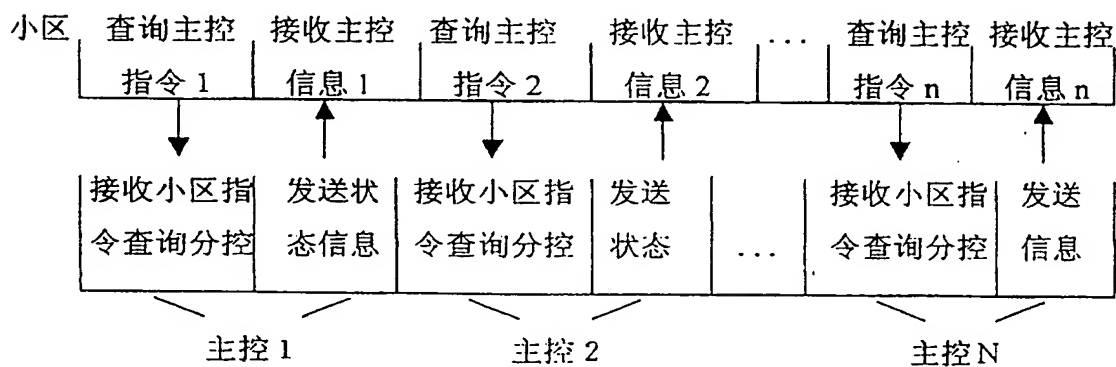 小区 查询主控 接收主控 查询主控 接收主控 ... 查询主控 接收主控
指令1 信息1 指令2 信息2 指令n 信息n
接收小区指 发送状 接收小区指 发送 接收小区指 发送
令查询分控 态信息 令查询分控 状态 ... 令查询分控 信息
主控1 主控2 主控N